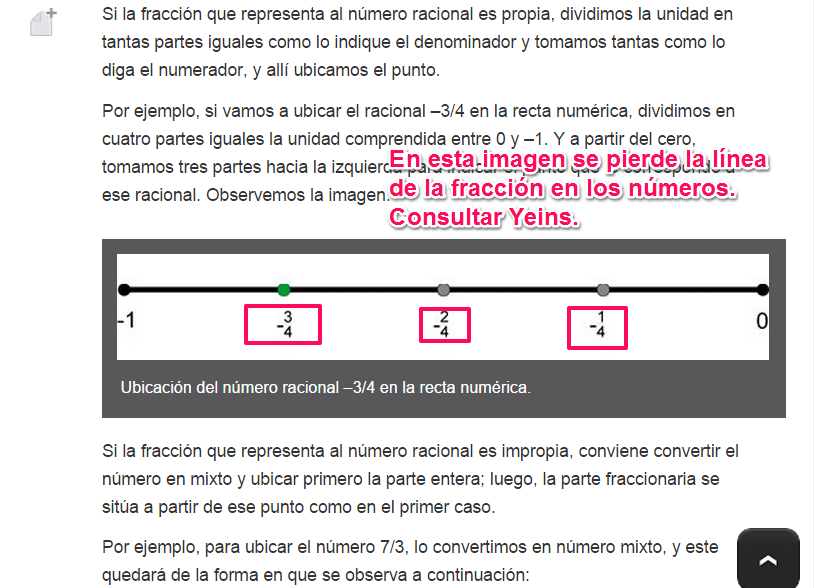 Si la fracción que representa al número racional es propia, dividimos la unidad en
tantas partes iguales como lo indique el denominador y tomamos tantas como lo
diga el numerador, y allí ubicamos el punto.
Por ejemplo, si vamos a ubicar el racional –3/4 en la recta numérica, dividimos en
cuatro partes iguales la unidad comprendida entre 0 y –1. Y a partir del cero,
tomamos tres partes hacia la izquierda
ese racional. Observemos la imagen.
En esta imagen se pierde la línea
de la fracción en los números.
Consultar Yeins.
-1 -3 4 -2 4 -1 4 0
Ubicación del número racional –3/4 en la recta numérica.
Si la fracción que representa al número racional es impropia, conviene convertir el
número en mixto y ubicar primero la parte entera; luego, la parte fraccionaria se
sitúa a partir de ese punto como en el primer caso.
Por ejemplo, para ubicar el número 7/3, lo convertimos en número mixto, y este
quedará de la forma en que se observa a continuación: